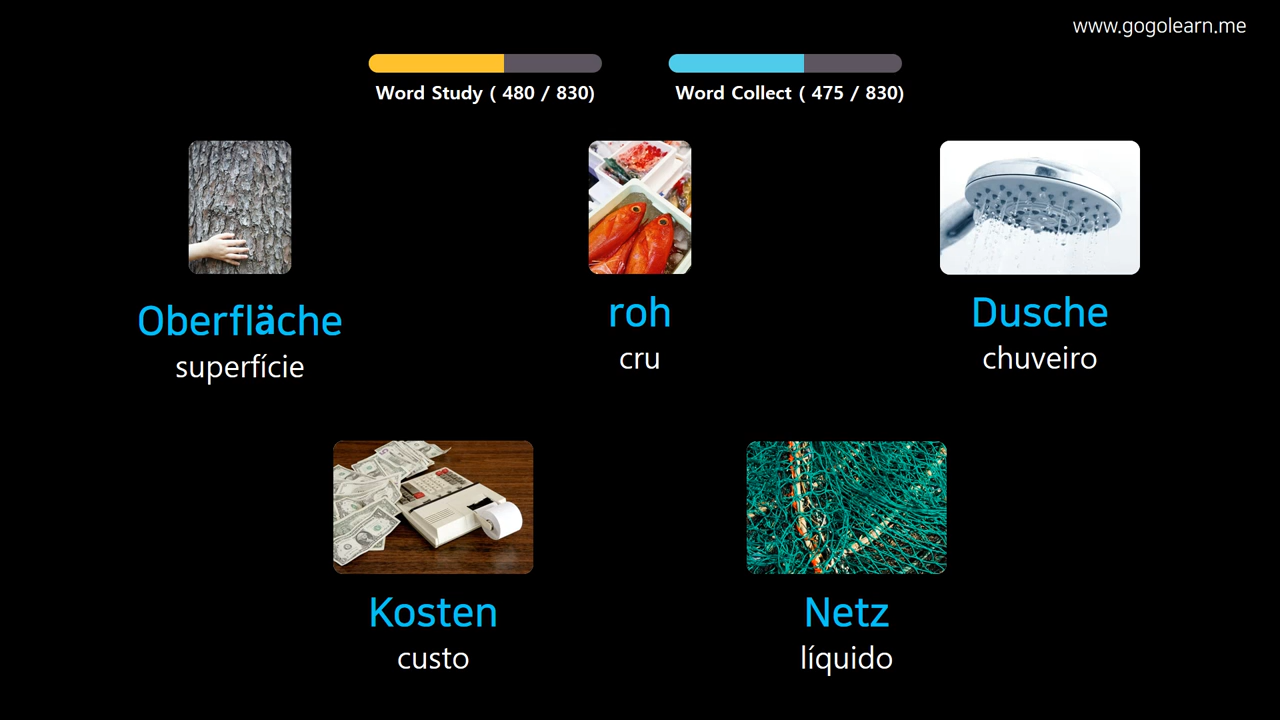 www.gogolearn.me
Word Study ( 480 / 830)
Word Collect ( 475 / 830)
Oberfläche
superfície
roh
cru
Dusche
chuveiro
Kosten
custo
Netz
líquido